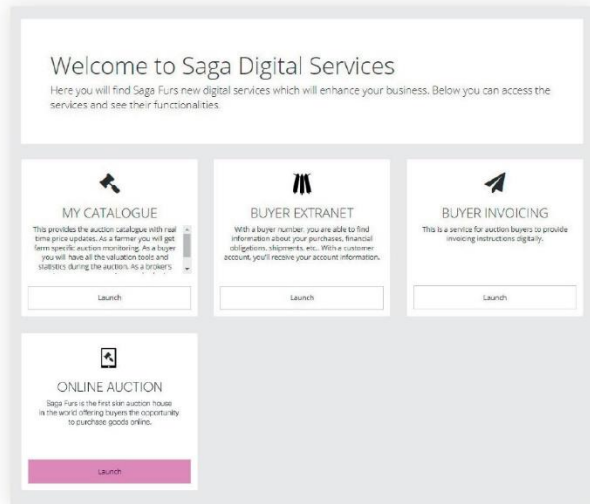 Welcome to Saga Digital Services
Here you will find Saga Furs new digital services which will enhance your business. Below you can access the
services and see their functionalities.
MY CATALOGUE
This provides the auction catalogue with real
time price updates. As a farmer you will get
farm specific auction monitoring. As a buyer
you will have all the valuation tools and
statistics during the auction. As a broker's
Launch
BUYER EXTRANET
With a buyer number, you are able to find
information about your purchases, financial
obligations, shipments, etc.. With a customer
account, you'll receive your account information.
Launch
BUYER INVOICING
This is a service for auction buyers to provide
invoicing instructions digitally.
Launch
ONLINE AUCTION
Saga Furs is the first skin auction house
in the world offering buyers the opportunity
to purchase goods online.
Launch